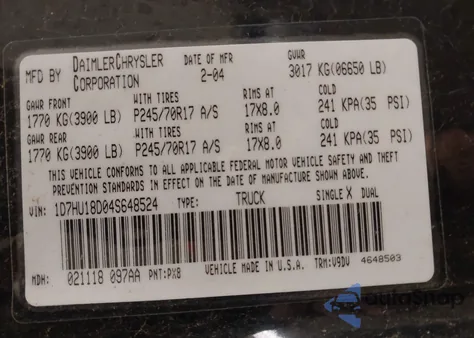 MFD BY DAIMLERCHRYSLER CORPORATION DATE OF MFR 2-04 GVWR 3017 KG(06650 LB)
GAWR FRONT WITH TIRES RIMS AT COLD
1770 KG(3900 LB) P245/70R17 A/S 17X8.0 241 KPA(35 PSI)
GAWR REAR WITH TIRES RIMS AT COLD
1770 KG(3900 LB) P245/70R17 A/S 17X8.0 241 KPA(35 PSI)
THIS VEHICLE CONFORMS TO ALL APPLICABLE FEDERAL MOTOR VEHICLE SAFETY AND THEFT
PREVENTION STANDARDS IN EFFECT ON THE DATE OF MANUFACTURE SHOWN ABOVE.
VIN: 1D7HU18D04S648524 TYPE: TRUCK SINGLE X DUAL
MDH: 021118 097AA PNT:PX8 VEHICLE MADE IN U.S.A. TRM:V9DV 4648503
autosnap